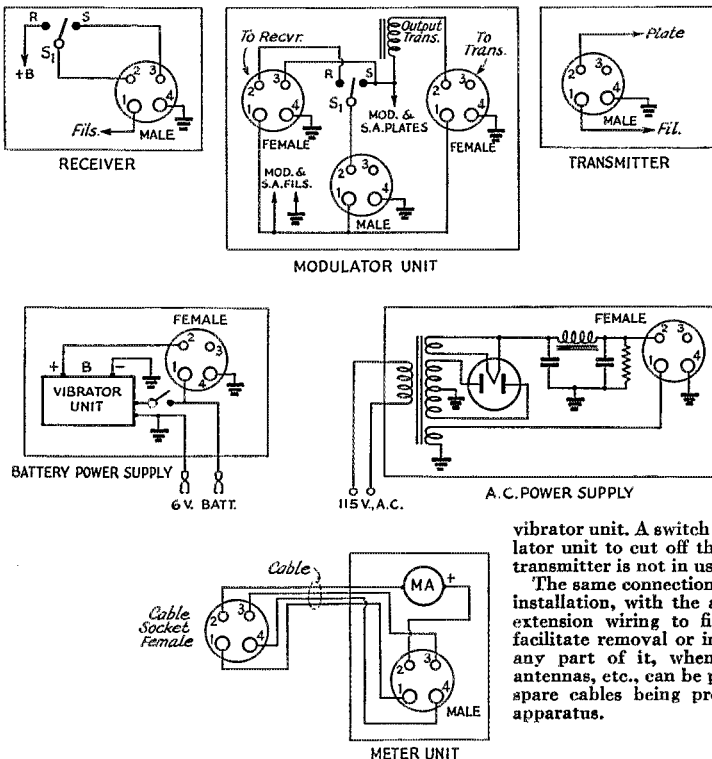 R S
S1
+B
2 3
1 4
Fils.
MALE
RECEIVER
To Recvr.
Output
Trans.
To
Trans.
R S
S1
2 3
1 4
FEMALE
MOD. &
S.A. PLATES
2 3
1 4
FEMALE
MOD. &
S.A. FILS.
2 3
1 4
MALE
MODULATOR UNIT
Plate
2 3
1 4
MALE
Fil.
TRANSMITTER
FEMALE
2 3
1 4
+ B −
VIBRATOR
UNIT
BATTERY POWER SUPPLY
6 V. BATT.
FEMALE
2 3
1 4
115 V., A.C.
A.C. POWER SUPPLY
Cable
Cable
Socket
Female
2 3
1 4
MA +
2 3
1 4
MALE
METER UNIT
vibrator unit. A switch
lator unit to cut off th
transmitter is not in us
The same connection
installation, with the a
extension wiring to fi
facilitate removal or in
any part of it, when
antennas, etc., can be p
spare cables being pro
apparatus.